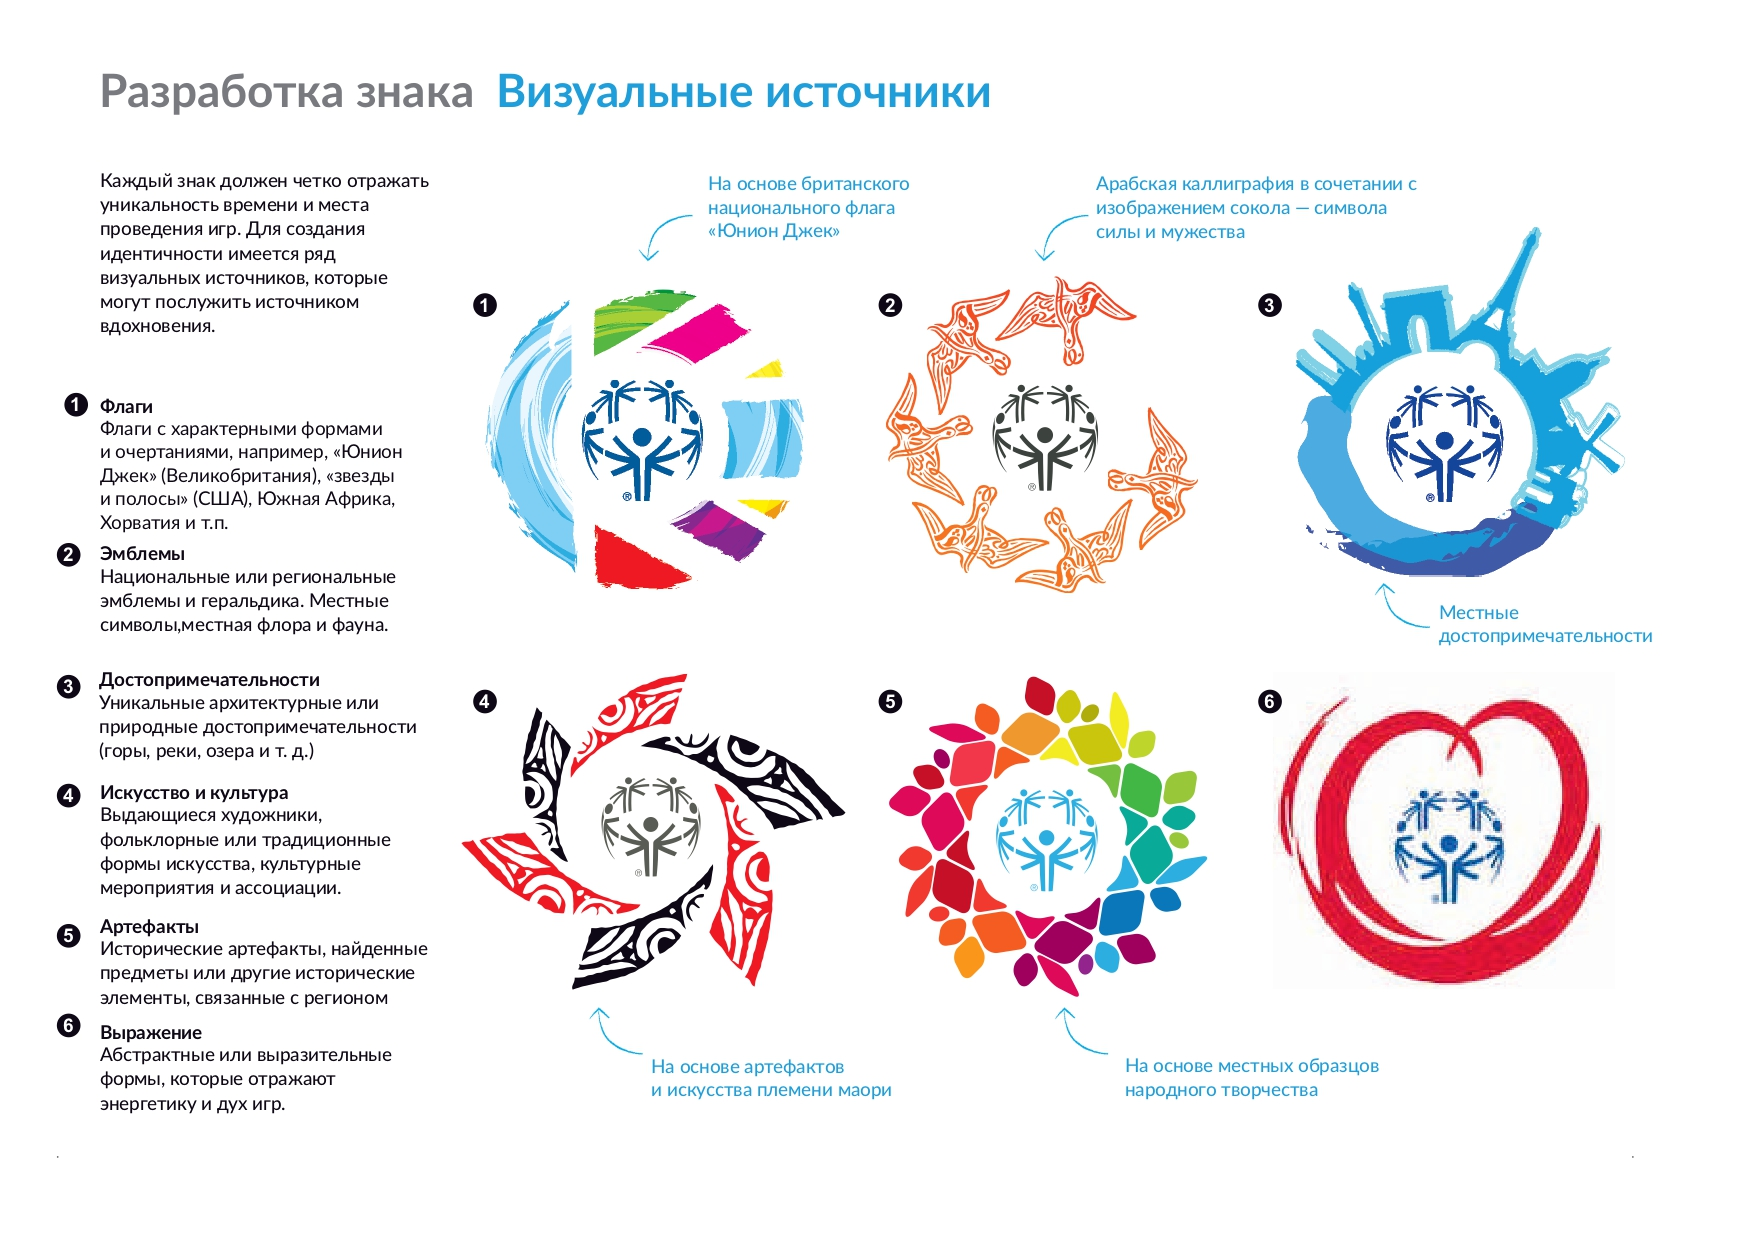 Разработка знака Визуальные источники
Каждый знак должен четко отражать
уникальность времени и места
проведения игр. Для создания
идентичности имеется ряд
визуальных источников, которые
могут послужить источником
вдохновения.
1 Флаги
Флаги с характерными формами
и очертаниями, например, «Юнион
Джек» (Великобритания), «звезды
и полосы» (США), Южная Африка,
Хорватия и т.п.
2 Эмблемы
Национальные или региональные
эмблемы и геральдика. Местные
символы,местная флора и фауна.
3 Достопримечательности
Уникальные архитектурные или
природные достопримечательности
(горы, реки, озера и т. д.)
4 Искусство и культура
Выдающиеся художники,
фольклорные или традиционные
формы искусства, культурные
мероприятия и ассоциации.
5 Артефакты
Исторические артефакты, найденные
предметы или другие исторические
элементы, связанные с регионом
6 Выражение
Абстрактные или выразительные
формы, которые отражают
энергетику и дух игр.
На основе британского
национального флага
«Юнион Джек»
1
®
Арабская каллиграфия в сочетании с
изображением сокола — символа
силы и мужества
2
®
3
®
Местные
достопримечательности
4
®
На основе артефактов
и искусства племени маори
5
®
На основе местных образцов
народного творчества
6